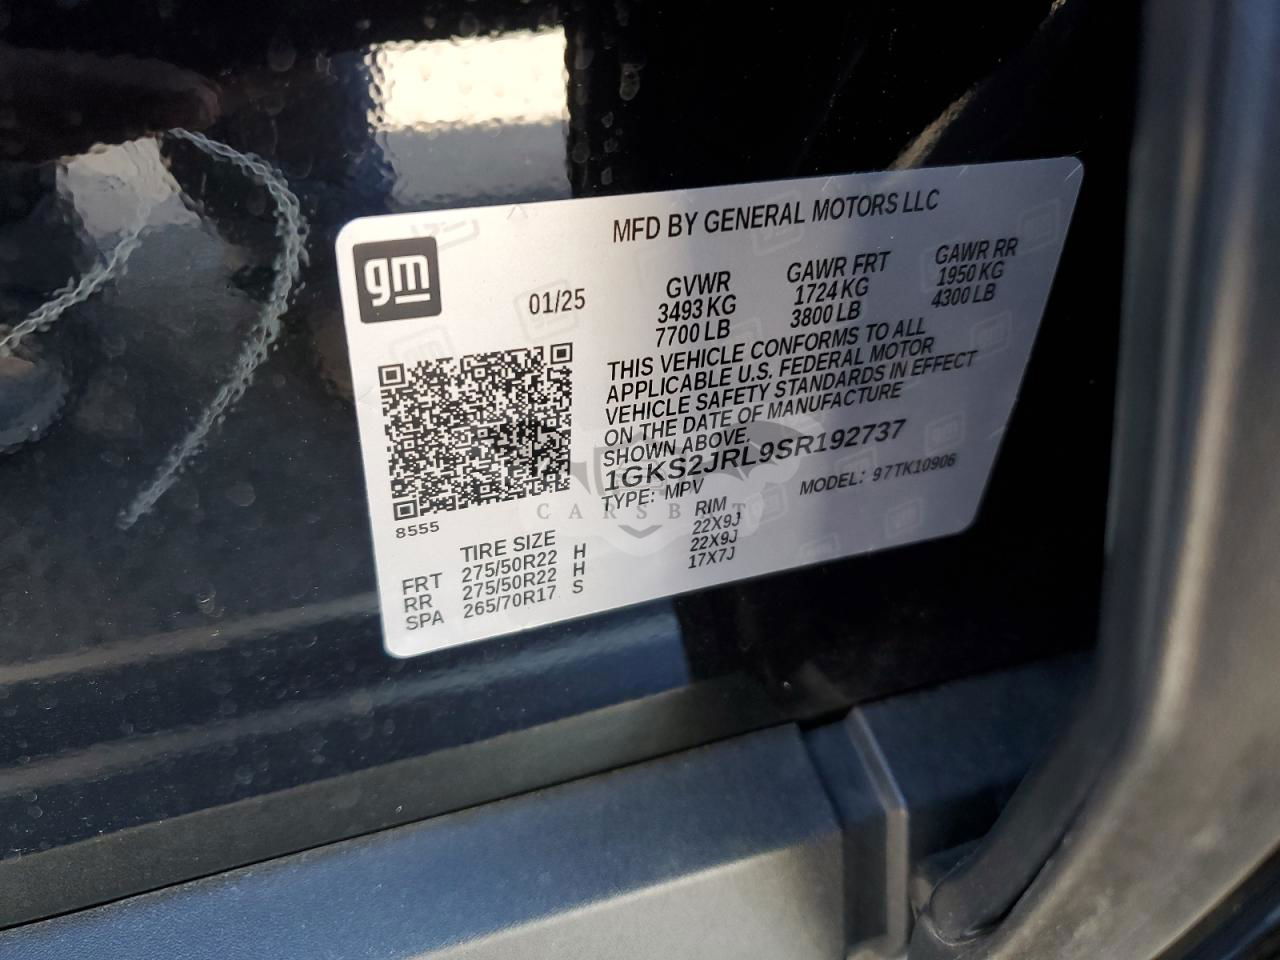 gm
MFD BY GENERAL MOTORS LLC
01/25
GVWR
3493 KG
7700 LB
GAWR FRT
1724 KG
3800 LB
GAWR RR
1950 KG
4300 LB
THIS VEHICLE CONFORMS TO ALL
APPLICABLE U.S. FEDERAL MOTOR
VEHICLE SAFETY STANDARDS IN EFFECT
ON THE DATE OF MANUFACTURE
SHOWN ABOVE.
1GKS2JRL9SR192737
TYPE: MPV
MODEL: 97TK10906
8555
TIRE SIZE
RIM
FRT 275/50R22 H 22X9J
RR 275/50R22 H 22X9J
SPA 265/70R17 S 17X7J